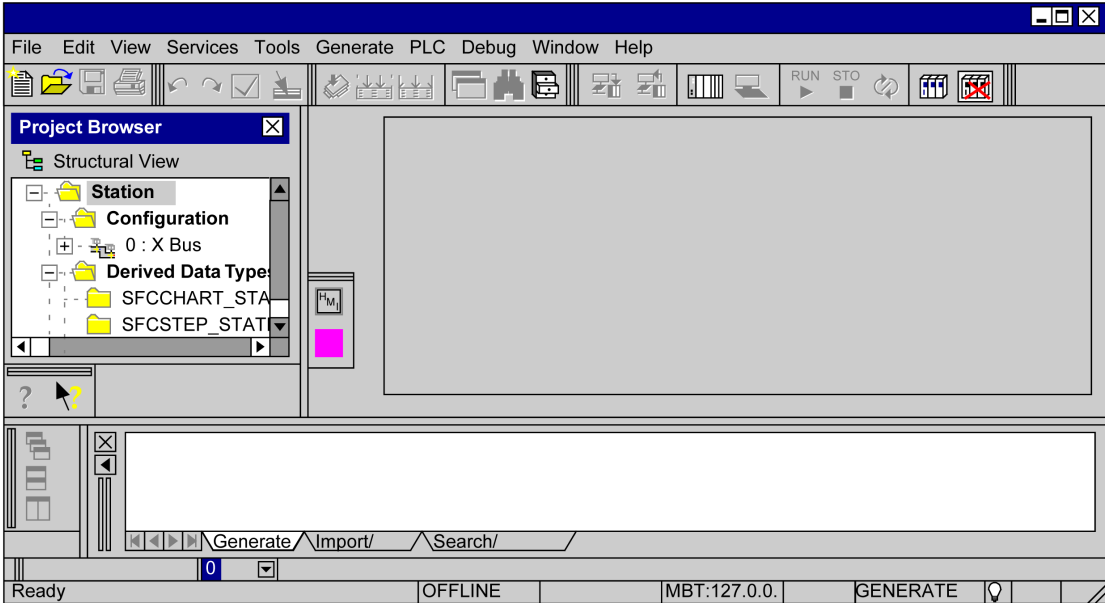 File Edit View Services Tools Generate PLC Debug Window Help
RUN STO
Project Browser
Structural View
Station
Configuration
0 : X Bus
Derived Data Types
SFCCHART_STA
SFCSTEP_STAT
HMI
Generate Import/ Search/
0
Ready OFFLINE MBT:127.0.0. GENERATE